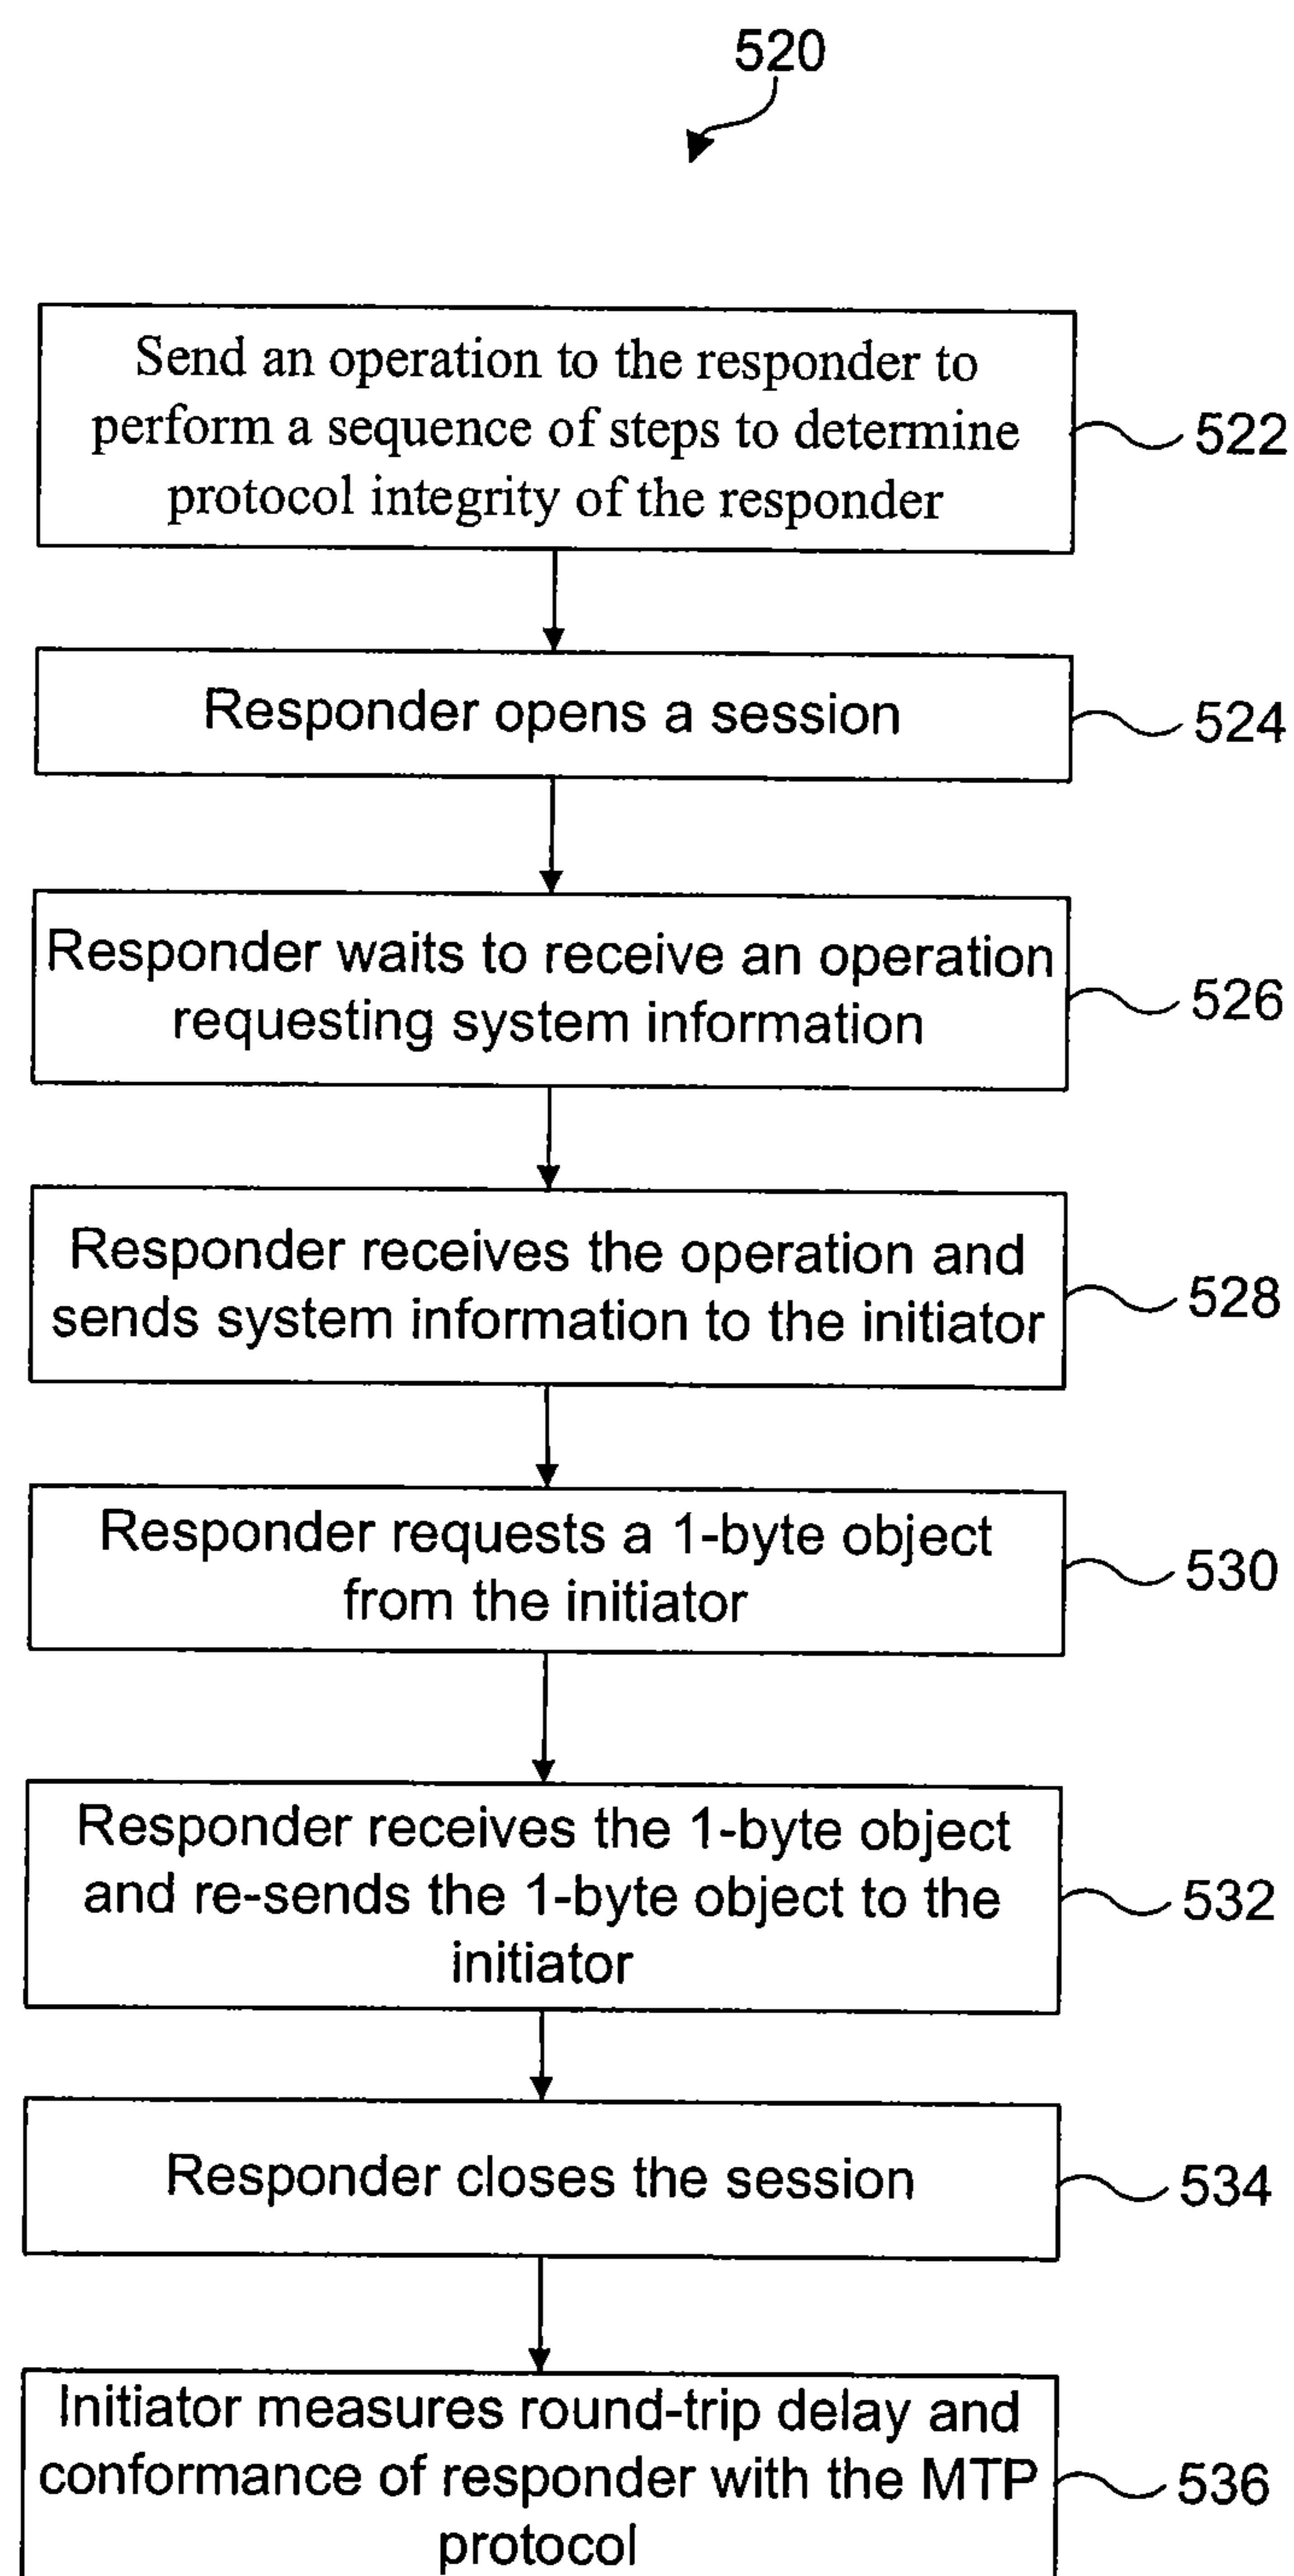 520
Send an operation to the responder to
perform a sequence of steps to determine
protocol integrity of the responder
522
Responder opens a session
524
Responder waits to receive an operation
requesting system information
526
Responder receives the operation and
sends system information to the initiator
528
Responder requests a 1-byte object
from the initiator
530
Responder receives the 1-byte object
and re-sends the 1-byte object to the
initiator
532
Responder closes the session
534
Initiator measures round-trip delay and
conformance of responder with the MTP
protocol
536